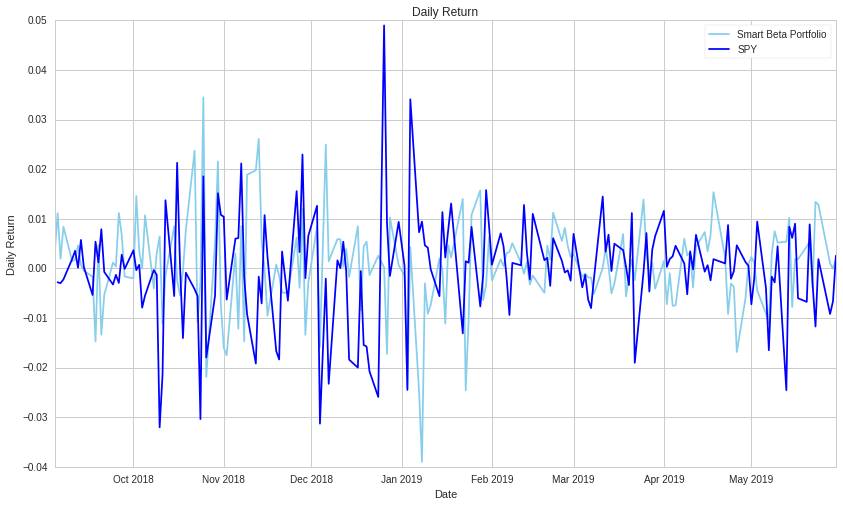 Daily Return
Smart Beta Portfolio
SPY
Daily Return
0.05
0.04
0.03
0.02
0.01
0.00
−0.01
−0.02
−0.03
−0.04
Oct 2018
Nov 2018
Dec 2018
Jan 2019
Feb 2019
Mar 2019
Apr 2019
May 2019
Date